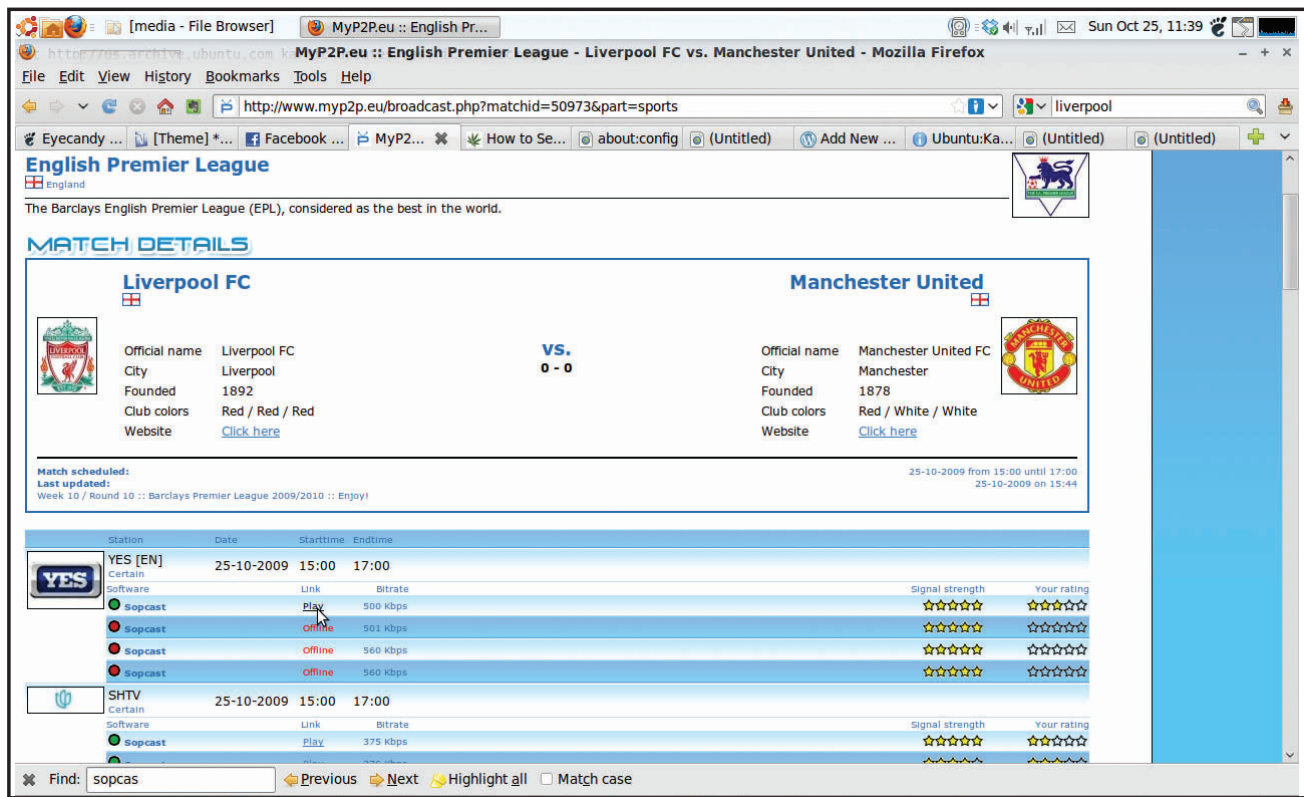 [media - File Browser] MyP2P.eu :: English Pr... Sun Oct 25, 11:39
MyP2P.eu :: English Premier League - Liverpool FC vs. Manchester United - Mozilla Firefox
File Edit View History Bookmarks Tools Help
http://www.myp2p.eu/broadcast.php?matchid=50973&part=sports liverpool
Eyecandy ... [Theme] *... Facebook ... MyP2... How to Se... about:config (Untitled) Add New ... Ubuntu:Ka... (Untitled) (Untitled)
English Premier League
England
The Barclays English Premier League (EPL), considered as the best in the world.
MATCH DETAILS
Liverpool FC Manchester United
VS.
0 - 0
Official name Liverpool FC Official name Manchester United FC
City Liverpool City Manchester
Founded 1892 Founded 1878
Club colors Red / Red / Red Club colors Red / White / White
Website Click here Website Click here
LIVERPOOL
MANCHESTER
UNITED
Match scheduled: 25-10-2009 from 15:00 until 17:00
Last updated: 25-10-2009 on 15:44
Week 10 / Round 10 :: Barclays Premier League 2009/2010 :: Enjoy!
Station Date Starttime Endtime
YES YES [EN] 25-10-2009 15:00 17:00
Certain
Software Link Bitrate Signal strength Your rating
Sopcast Play 500 Kbps
Sopcast Offline 501 Kbps
Sopcast Offline 560 Kbps
Sopcast Offline 560 Kbps
SHTV 25-10-2009 15:00 17:00
Certain
Software Link Bitrate Signal strength Your rating
Sopcast Play 375 Kbps
Find: sopcas Previous Next Highlight all Match case